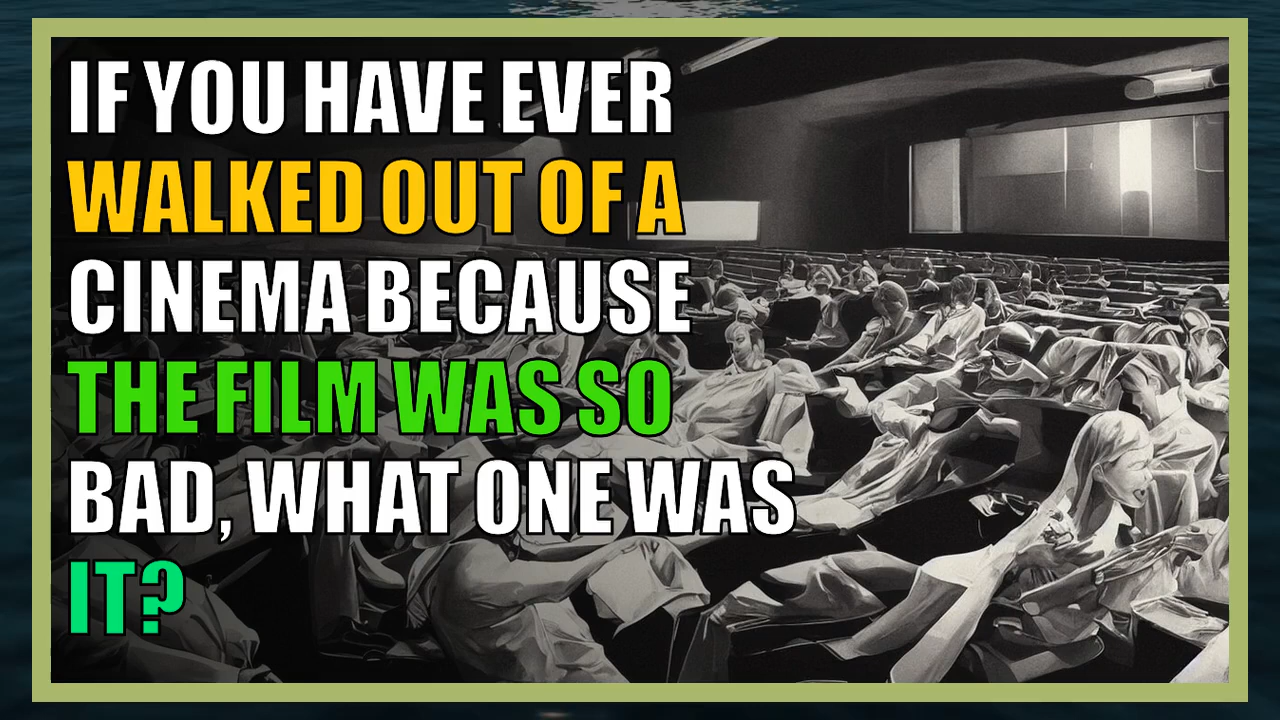 IF YOU HAVE EVER
WALKED OUT OF A
CINEMA BECAUSE
THE FILM WAS SO
BAD, WHAT ONE WAS
IT?